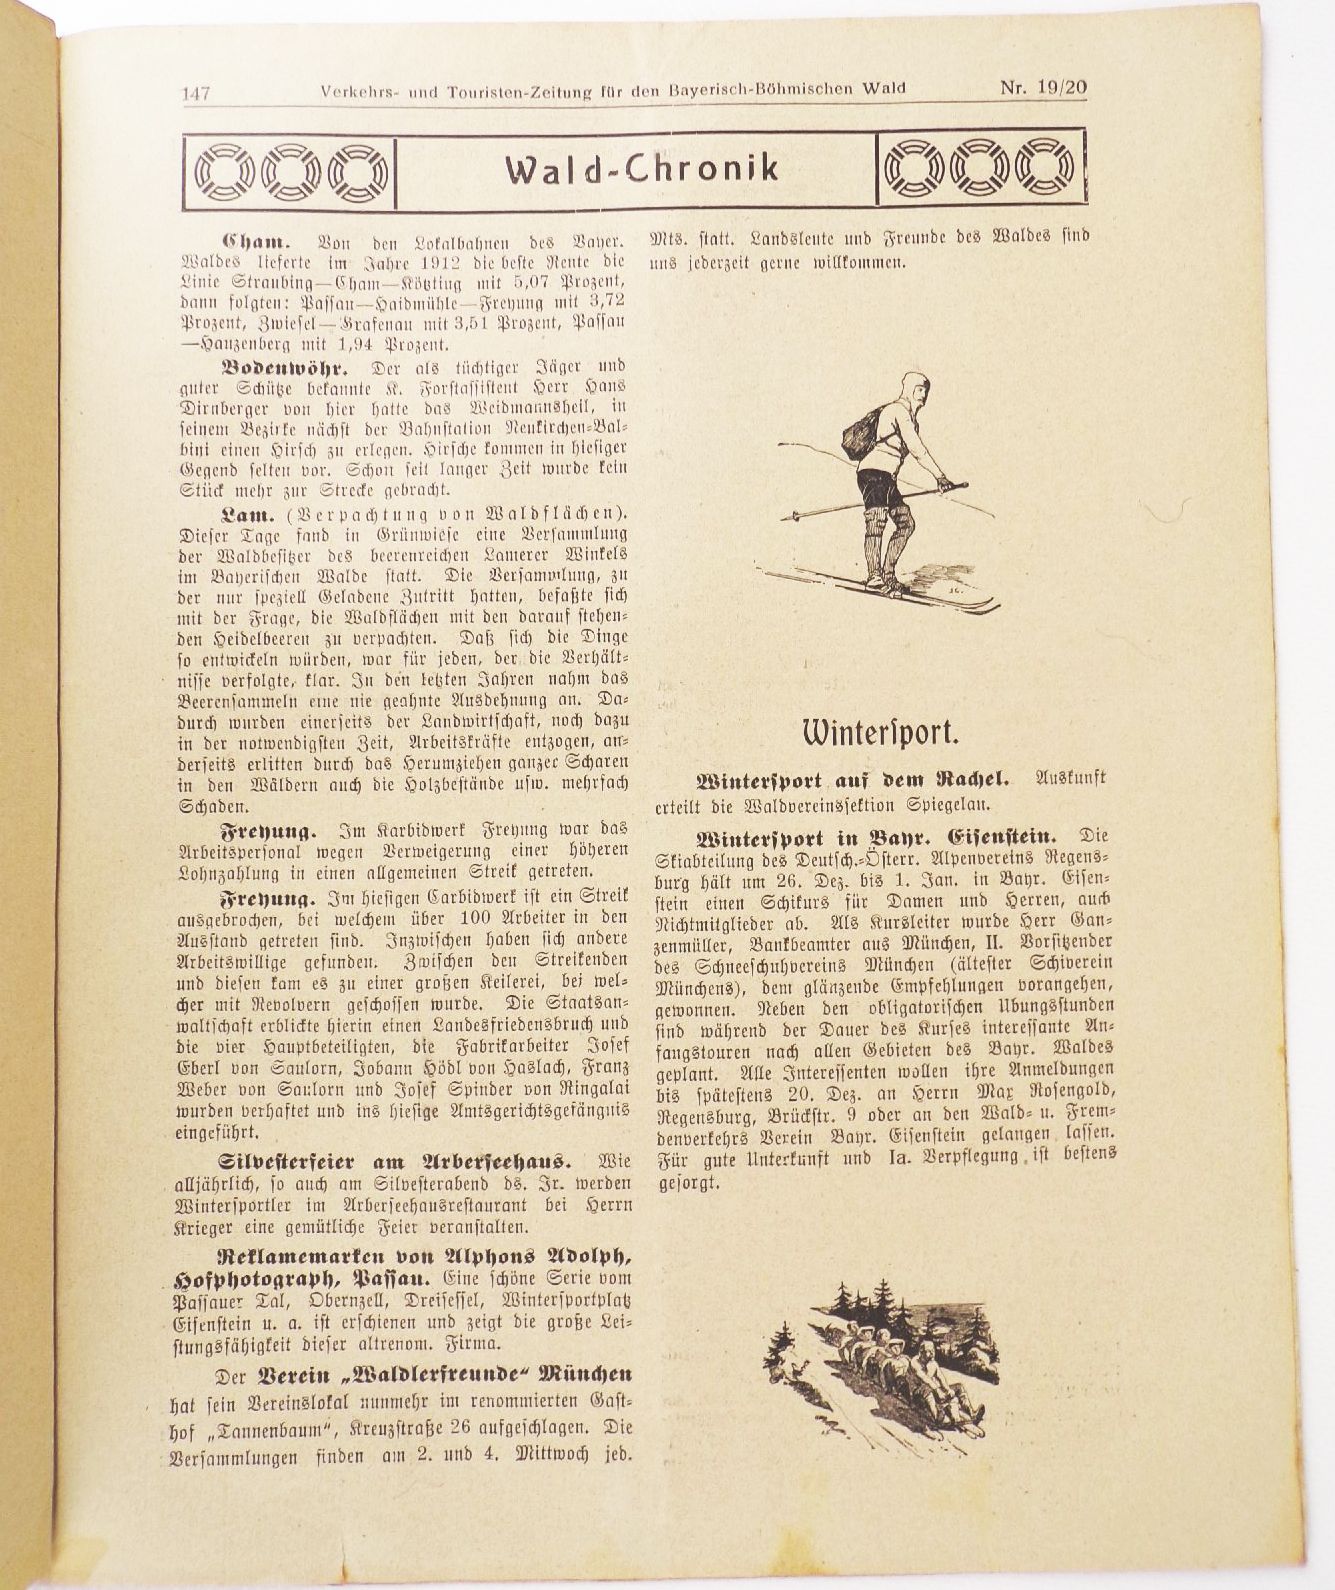 147 Verkehrs- und Touristen-Zeitung für den Bayerisch-Böhmischen Wald Nr. 19/20
Wald-Chronik
Cham. Von den Lokalbahnen des Bayer.
Waldes lieferte im Jahre 1912 die beste Rente die
Linie Straubing—Cham—Kötzting mit 5,07 Prozent,
dann folgten: Passau—Haidmühle—Freyung mit 3,72
Prozent, Zwiesel—Grafenau mit 3,51 Prozent, Passau
—Hauzenberg mit 1,94 Prozent.
Bodenwöhr. Der als tüchtiger Jäger und
guter Schütze bekannte K. Forstassistent Herr Hans
Dirnberger von hier hatte das Weidmannsheil, in
seinem Bezirke nächst der Bahnstation Neukirchen-Bal-
bini einen Hirsch zu erlegen. Hirsche kommen in hiesiger
Gegend selten vor. Schon seit langer Zeit wurde kein
Stück mehr zur Strecke gebracht.
Lam. (Verpachtung von Waldflächen).
Dieser Tage fand in Grünwiese eine Versammlung
der Waldbesitzer des beerenreichen Lamerer Winkels
im Bayerischen Walde statt. Die Versammlung, zu
der nur speziell Geladene Zutritt hatten, befaßte sich
mit der Frage, die Waldflächen mit den darauf stehen-
den Heidelbeeren zu verpachten. Daß sich die Dinge
so entwickeln würden, war für jeden, der die Verhält-
nisse verfolgte, klar. In den letzten Jahren nahm das
Beerensammeln eine nie geahnte Ausdehnung an. Da-
durch wurden einerseits der Landwirtschaft, noch dazu
in der notwendigsten Zeit, Arbeitskräfte entzogen, an-
derseits erlitten durch das Herumziehen ganzer Scharen
in den Wäldern auch die Holzbestände usw. mehrfach
Schaden.
Freyung. Im Karbidwerk Freyung war das
Arbeitspersonal wegen Verweigerung einer höheren
Lohnzahlung in einen allgemeinen Streik getreten.
Freyung. Im hiesigen Carbidwerk ist ein Streik
ausgebrochen, bei welchem über 100 Arbeiter in den
Ausstand getreten sind. Inzwischen haben sich andere
Arbeitswillige gefunden. Zwischen den Streikenden
und diesen kam es zu einer großen Keilerei, bei wel-
cher mit Revolvern geschossen wurde. Die Staatsan-
waltschaft erblickte hierin einen Landesfriedensbruch und
die vier Hauptbeteiligten, die Fabrikarbeiter Josef
Eberl von Saulorn, Johann Hödl von Haslach, Franz
Weber von Saulorn und Josef Spinder von Ringalai
wurden verhaftet und ins hiesige Amtsgerichtsgefängnis
eingeführt.
Silvesterfeier am Arberseehaus. Wie
alljährlich, so auch am Silvesterabend ds. Jr. werden
Wintersportler im Arberseehausrestaurant bei Herrn
Krieger eine gemütliche Feier veranstalten.
Reklamemarken von Alphons Adolph,
Hofphotograph, Passau. Eine schöne Serie vom
Passauer Tal, Obernzell, Dreisessel, Wintersportplatz
Eisenstein u. a. ist erschienen und zeigt die große Lei-
stungsfähigkeit dieser altrenom. Firma.
Der Verein „Waldlerfreunde“ München
hat sein Vereinslokal nunmehr im renommierten Gast-
hof „Tannenbaum“, Kreuzstraße 26 aufgeschlagen. Die
Versammlungen finden am 2. und 4. Mittwoch jed.
Mts. statt. Landsleute und Freunde des Waldes sind
uns jederzeit gerne willkommen.
Wintersport.
Wintersport auf dem Rachel. Auskunft
erteilt die Waldvereinssektion Spiegelau.
Wintersport in Bayr. Eisenstein. Die
Skiabteilung des Deutsch.-Österr. Alpenvereins Regens-
burg hält um 26. Dez. bis 1. Jan. in Bayr. Eisen-
stein einen Schikurs für Damen und Herren, auch
Nichtmitglieder ab. Als Kursleiter wurde Herr Gan-
zenmüller, Bankbeamter aus München, II. Vorsitzender
des Schneeschuhvereins München (ältester Schiverein
Münchens), dem glänzende Empfehlungen vorangehen,
gewonnen. Neben den obligatorischen Übungsstunden
sind während der Dauer des Kurses interessante An-
fangstouren nach allen Gebieten des Bayr. Waldes
geplant. Alle Interessenten wollen ihre Anmeldungen
bis spätestens 20. Dez. an Herrn Max Rosengold,
Regensburg, Brückstr. 9 oder an den Wald- u. Frem-
denverkehrs Verein Bayr. Eisenstein gelangen lassen.
Für gute Unterkunft und Ia. Verpflegung ist bestens
gesorgt.